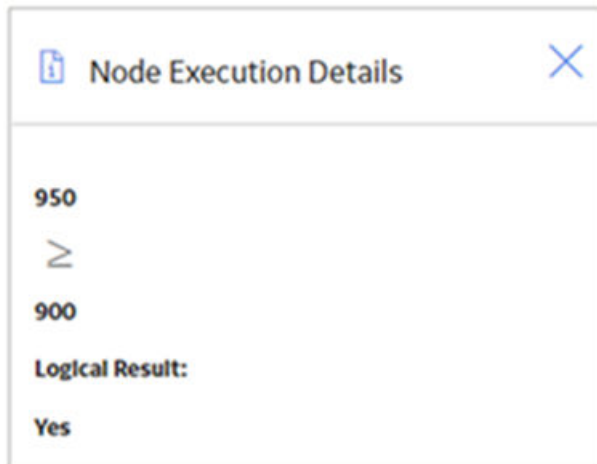 Node Execution Details
950
≥
900
Logical Result:
Yes